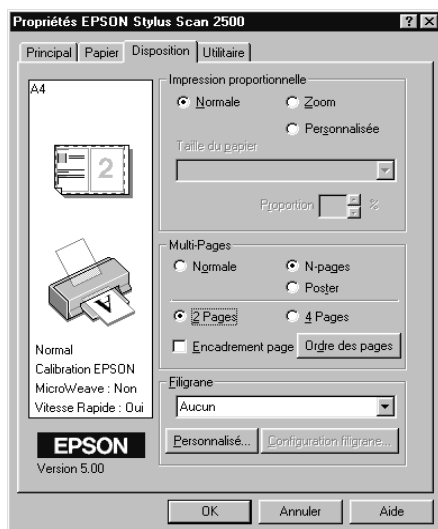 Propriétés EPSON Stylus Scan 2500
Principal Papier Disposition Utilitaire
A4
2
A
Normal
Calibration EPSON
MicroWeave : Non
Vitesse Rapide : Oui
EPSON
Version 5.00
Impression proportionnelle
Normale Zoom
Personnalisée
Taille du papier
Proportion %
Multi-Pages
Normale N-pages
Poster
2 Pages 4 Pages
Encadrement page Ordre des pages
Filigrane
Aucun
Personnalisé... Configuration filigrane...
OK Annuler Aide